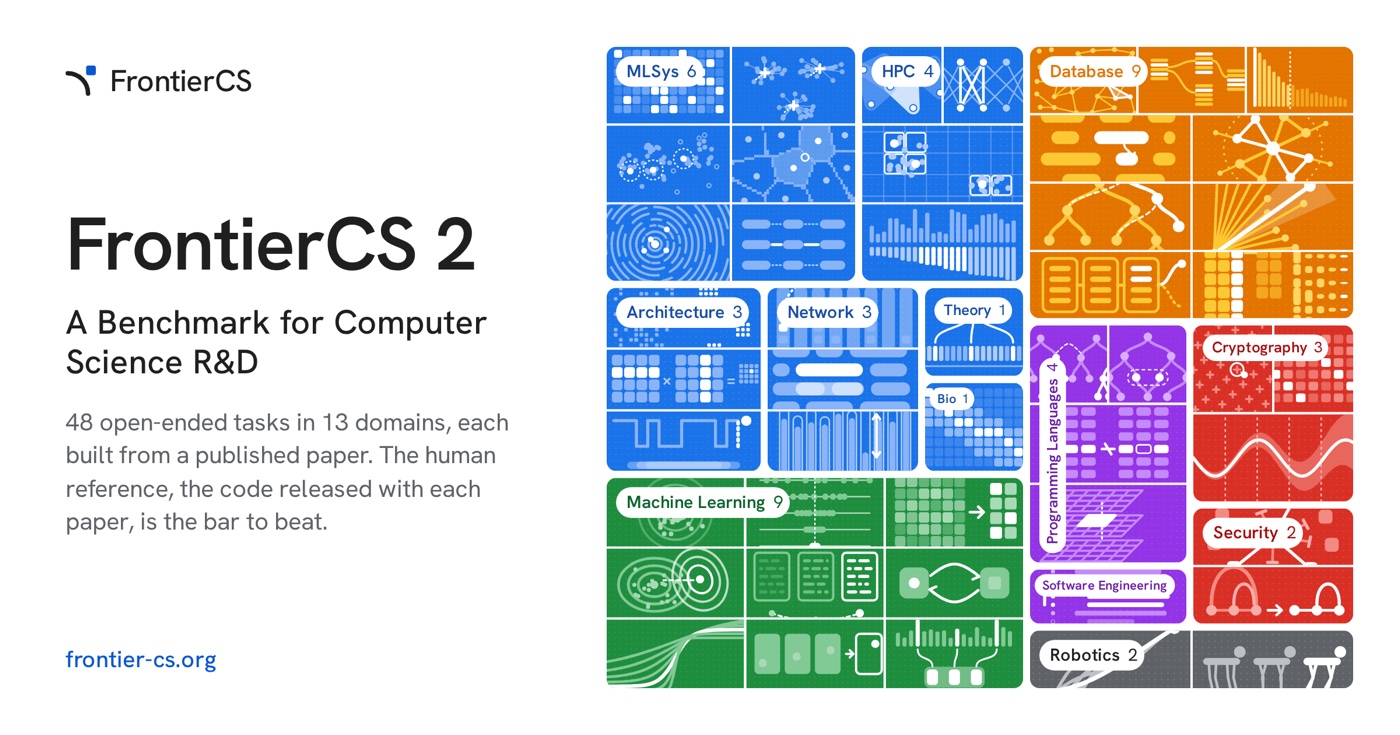 FrontierCS
FrontierCS 2
A Benchmark for Computer
Science R&D
48 open-ended tasks in 13 domains, each
built from a published paper. The human
reference, the code released with each
paper, is the bar to beat.
frontier-cs.org
MLSys 6
HPC 4
Database 9
Architecture 3
Network 3
Theory 1
Bio 1
Programming Languages 4
Cryptography 3
Machine Learning 9
Security 2
Software Engineering
Robotics 2